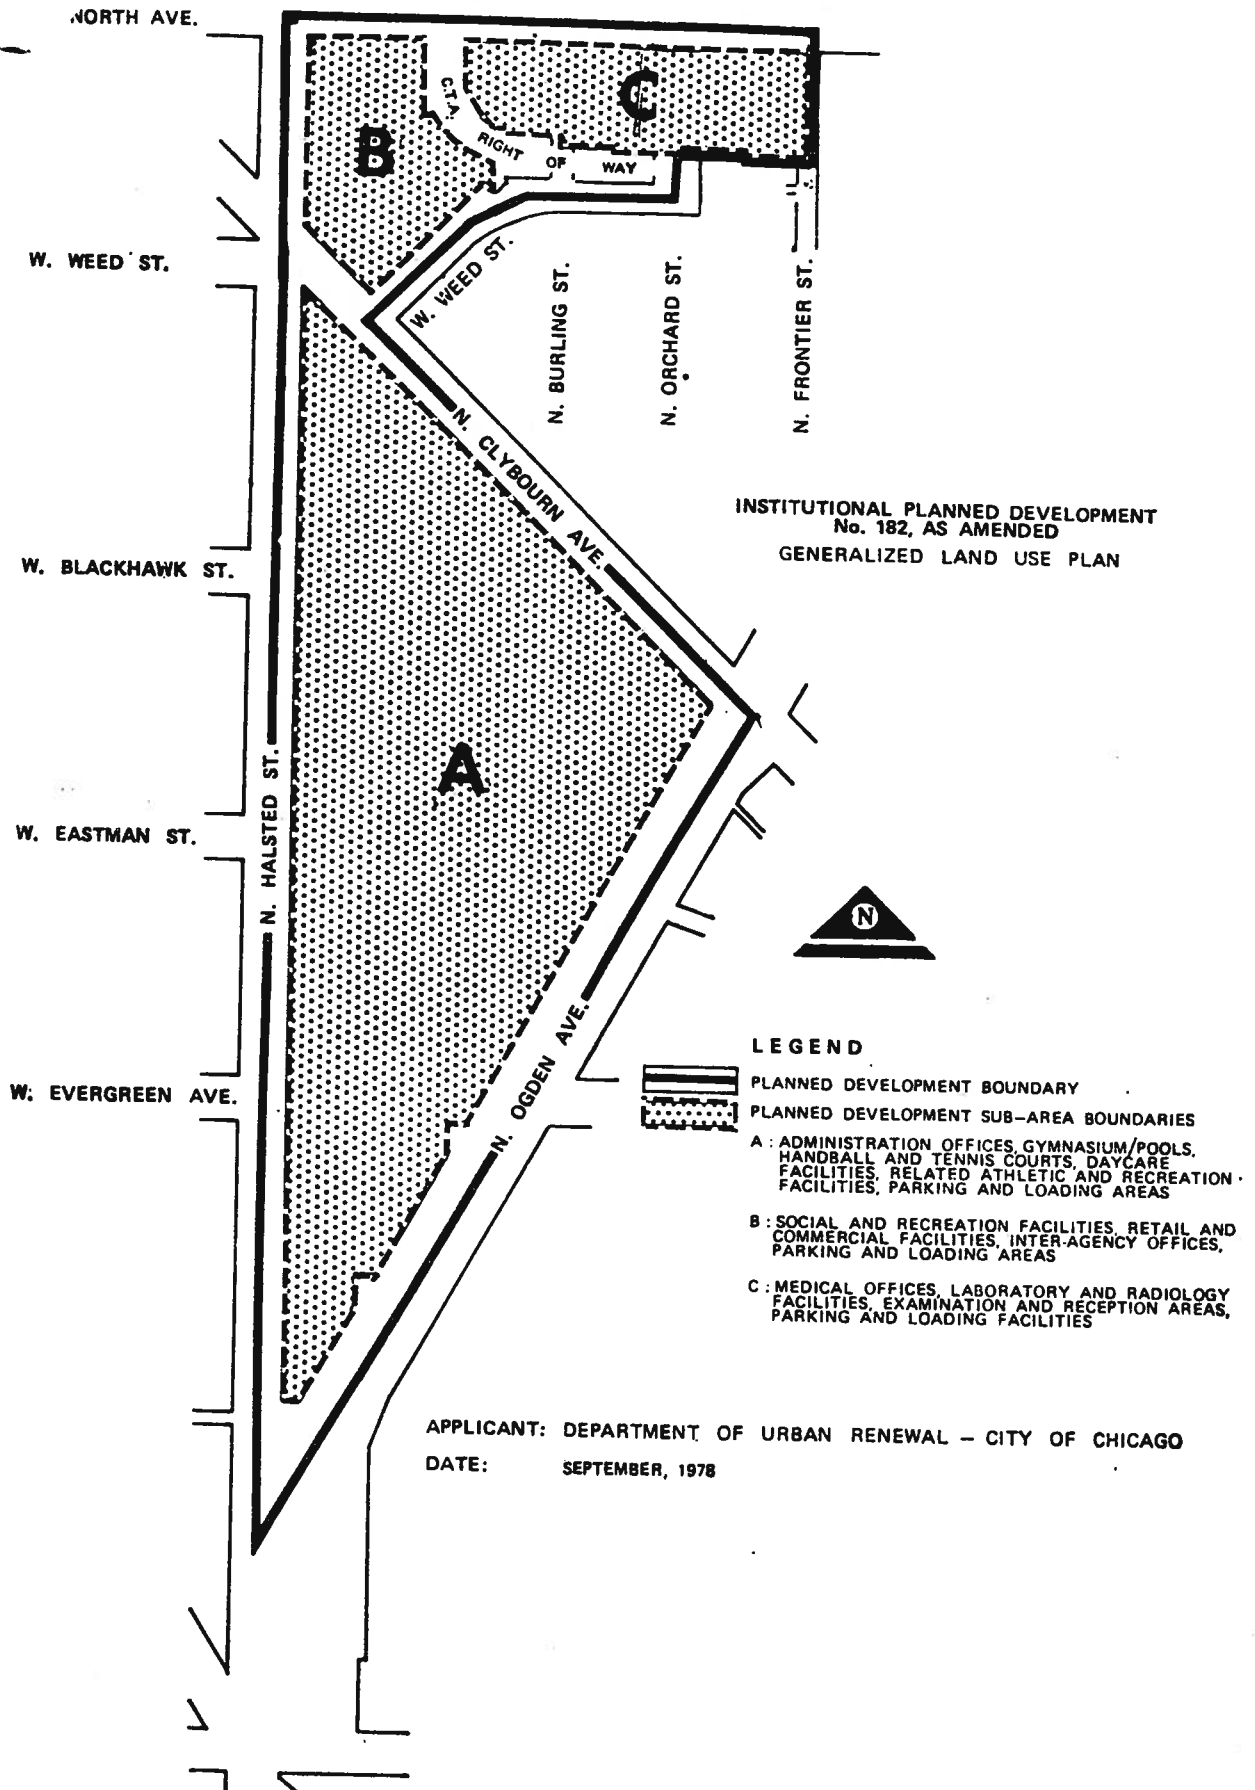 NORTH AVE.
C
C.T.A.
RIGHT OF WAY
B
W. WEED ST.
W. WEED ST.
N. BURLING ST.
N. ORCHARD ST.
N. FRONTIER ST.
N. CLYBOURN AVE.
INSTITUTIONAL PLANNED DEVELOPMENT
No. 182, AS AMENDED
GENERALIZED LAND USE PLAN
W. BLACKHAWK ST.
A
N. HALSTED ST.
W. EASTMAN ST.
N
N. OGDEN AVE.
W. EVERGREEN AVE.
LEGEND
PLANNED DEVELOPMENT BOUNDARY
PLANNED DEVELOPMENT SUB-AREA BOUNDARIES
A : ADMINISTRATION OFFICES, GYMNASIUM/POOLS,
HANDBALL AND TENNIS COURTS, DAYCARE
FACILITIES, RELATED ATHLETIC AND RECREATION
FACILITIES, PARKING AND LOADING AREAS
B : SOCIAL AND RECREATION FACILITIES, RETAIL AND
COMMERCIAL FACILITIES, INTER-AGENCY OFFICES,
PARKING AND LOADING AREAS
C : MEDICAL OFFICES, LABORATORY AND RADIOLOGY
FACILITIES, EXAMINATION AND RECEPTION AREAS,
PARKING AND LOADING FACILITIES
APPLICANT: DEPARTMENT OF URBAN RENEWAL – CITY OF CHICAGO
DATE: SEPTEMBER, 1978